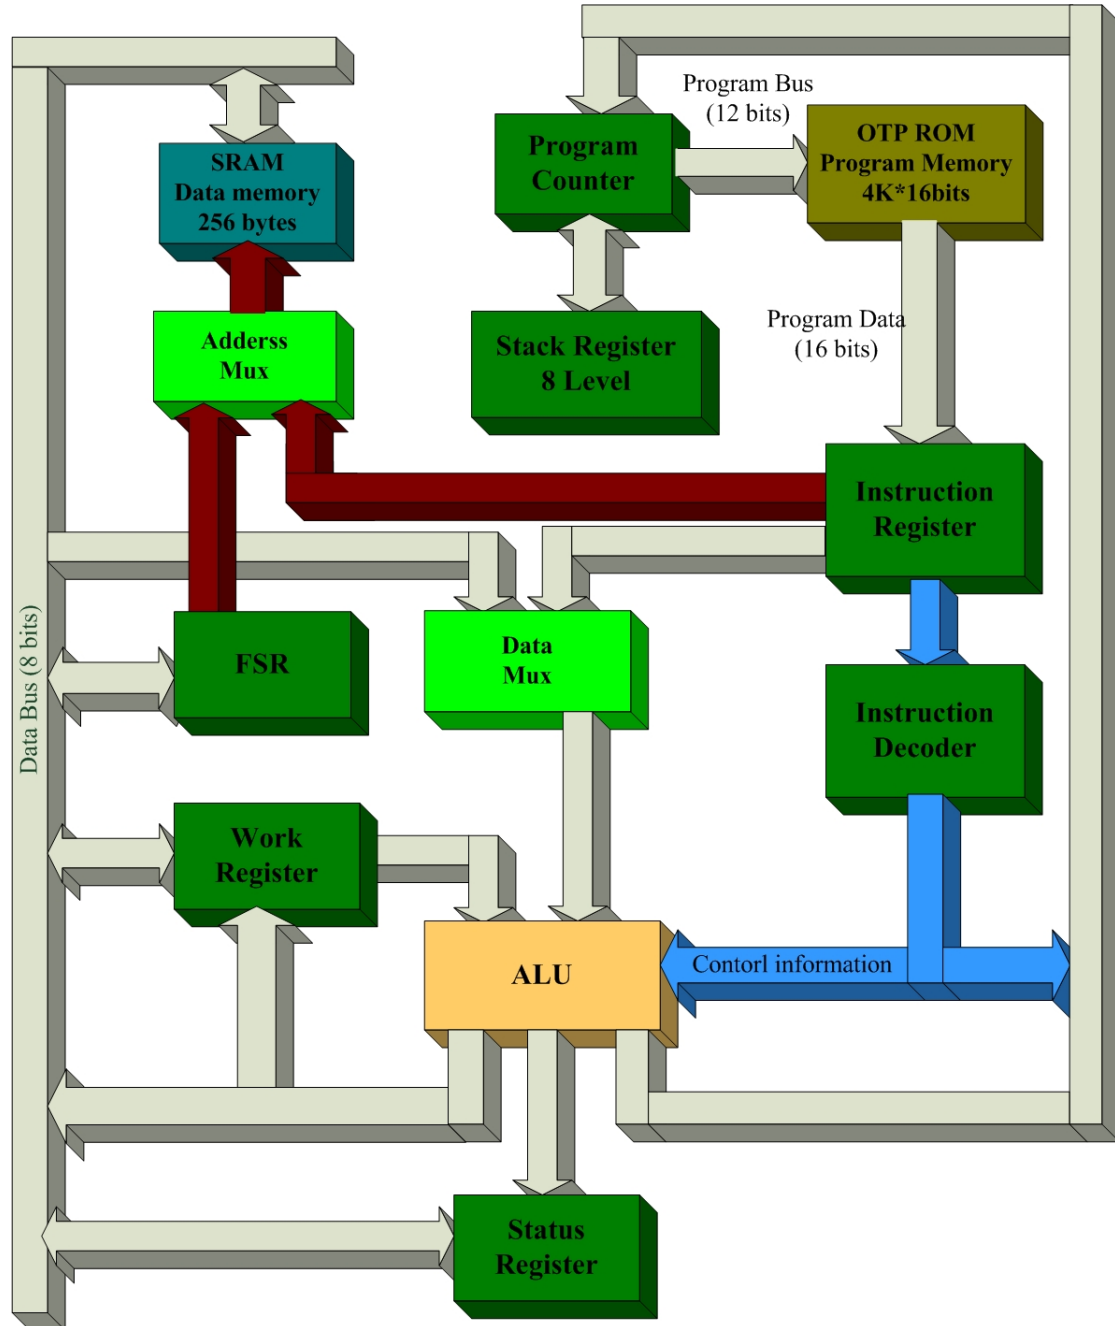 Program Bus
(12 bits)
SRAM
Data memory
256 bytes
Program
Counter
OTP ROM
Program Memory
4K*16bits
Adderss
Mux
Stack Register
8 Level
Program Data
(16 bits)
Instruction
Register
Data Bus (8 bits)
FSR
Data
Mux
Instruction
Decoder
Work
Register
ALU
Contorl information
Status
Register